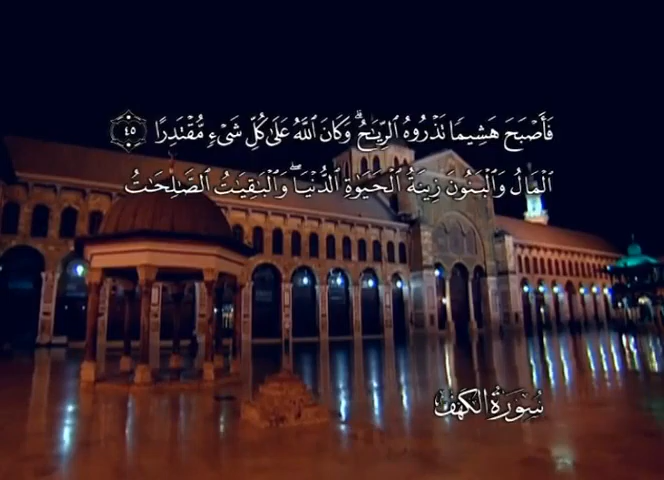 فَأَصْبَحَ هَشِيمًا تَذْرُوهُ ٱلرِّيَٰحُ ۗ وَكَانَ ٱللَّهُ عَلَىٰ كُلِّ شَىْءٍ مُّقْتَدِرًا ٤٥
ٱلْمَالُ وَٱلْبَنُونَ زِينَةُ ٱلْحَيَوٰةِ ٱلدُّنْيَا ۖ وَٱلْبَٰقِيَٰتُ ٱلصَّٰلِحَٰتُ
سُورَةُ الكَهْفِ